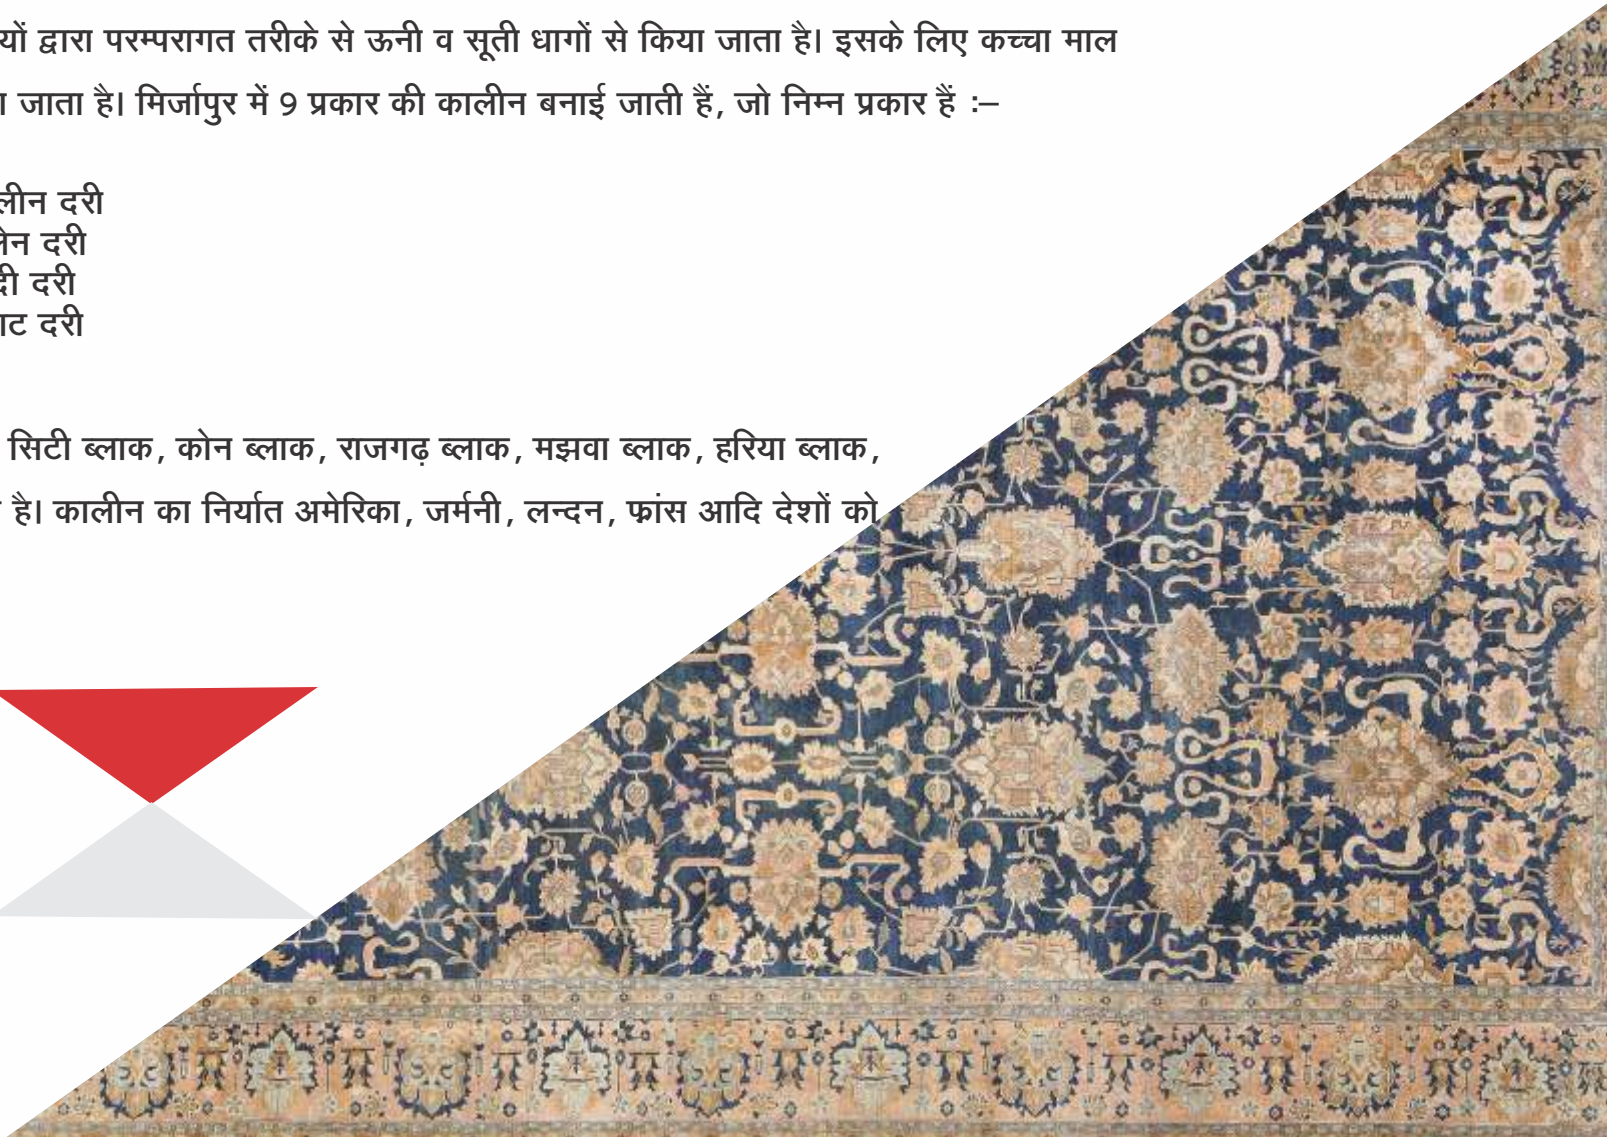 द्वारा परम्परागत तरीके से ऊनी व सूती धागों से किया जाता है। इसके लिए कच्चा माल
जाता है। मिर्जापुर में 9 प्रकार की कालीन बनाई जाती हैं, जो निम्न प्रकार हैं :–
दरी
दरी
दरी
दरी
सिटी ब्लाक, कोन ब्लाक, राजगढ़ ब्लाक, मझवा ब्लाक, हरिया ब्लाक,
है। कालीन का निर्यात अमेरिका, जर्मनी, लन्दन, फ्रांस आदि देशों को